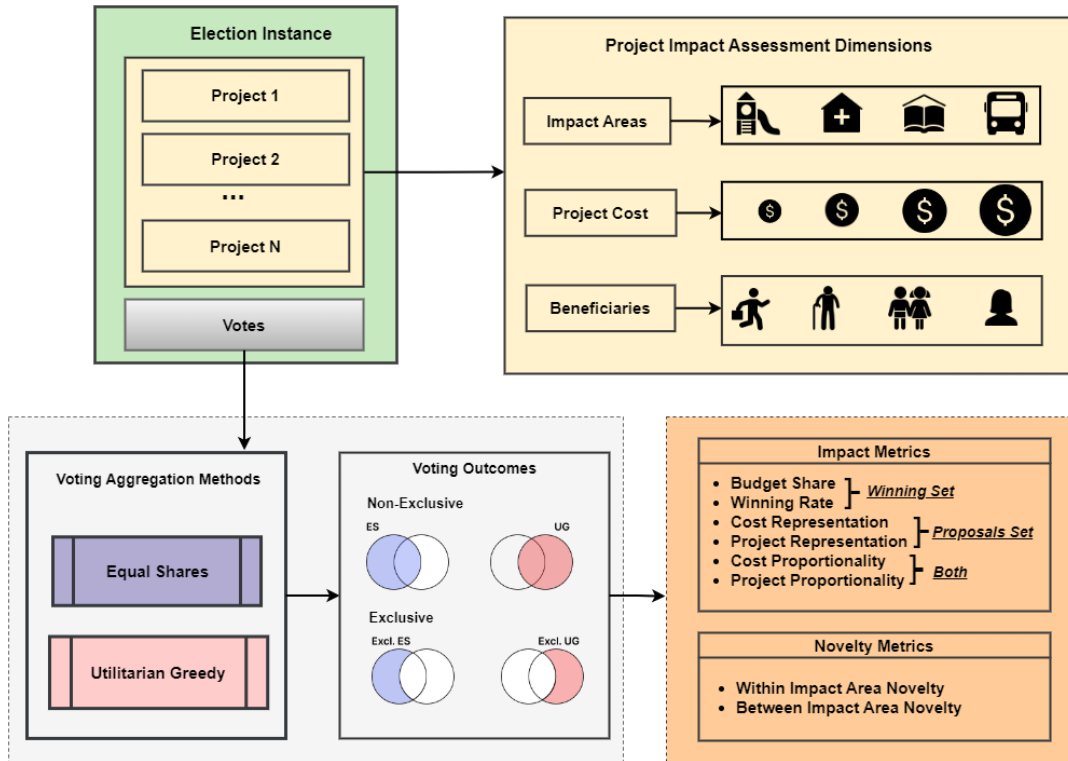 Election Instance
Project 1
Project 2
...
Project N
Votes
Project Impact Assessment Dimensions
Impact Areas
Project Cost
$ $ $ $
Beneficiaries
Voting Aggregation Methods
Equal Shares
Utilitarian Greedy
Voting Outcomes
Non-Exclusive
ES UG
Exclusive
Excl. ES Excl. UG
Impact Metrics
• Budget Share
• Winning Rate
Winning Set
• Cost Representation
• Project Representation
Proposals Set
• Cost Proportionality
• Project Proportionality
Both
Novelty Metrics
• Within Impact Area Novelty
• Between Impact Area Novelty